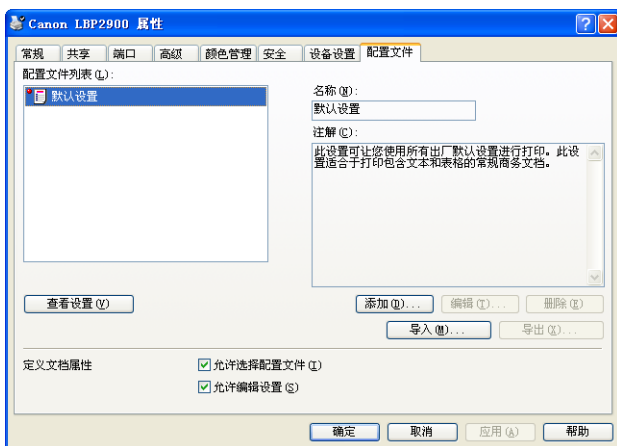 Canon LBP2900 属性
常规 共享 端口 高级 颜色管理 安全 设备设置 配置文件
配置文件列表(L):
默认设置
名称(N):
默认设置
注解(C):
此设置可让您使用所有出厂默认设置进行打印。此设
置适合于打印包含文本和表格的常规商务文档。
查看设置(V)
添加(D)... 编辑(T)... 删除(E)
导入(M)... 导出(X)...
定义文档属性
允许选择配置文件(I)
允许编辑设置(S)
确定 取消 应用(A) 帮助